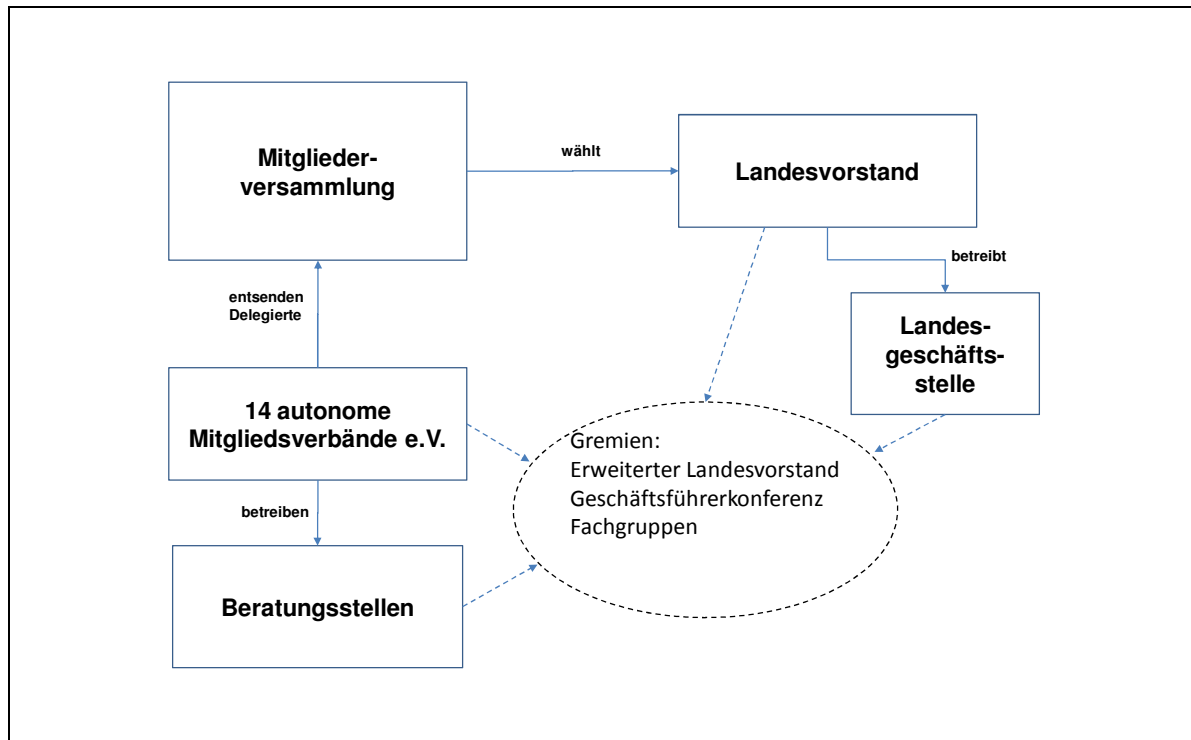 Mitglieder-
versammlung
wählt
Landesvorstand
betreibt
entsenden
Delegierte
Landes-
geschäfts-
stelle
14 autonome
Mitgliedsverbände e.V.
Gremien:
Erweiterter Landesvorstand
Geschäftsführerkonferenz
Fachgruppen
betreiben
Beratungsstellen